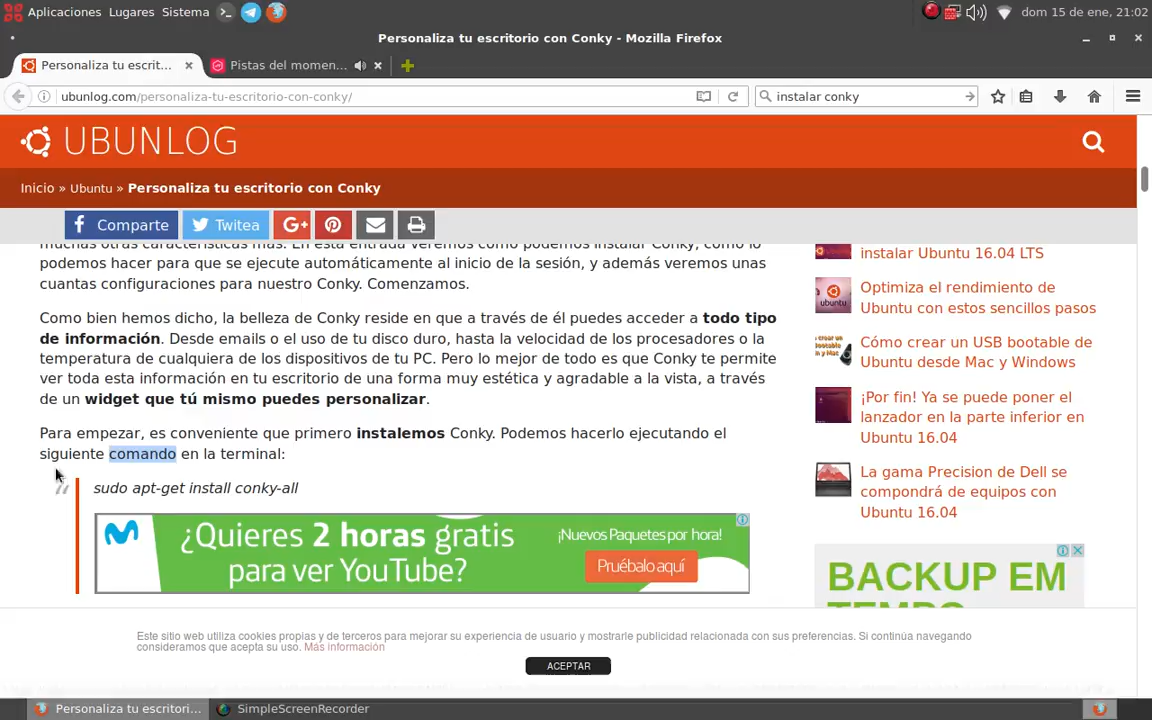 Aplicaciones Lugares Sistema
dom 15 de ene, 21:02
Personaliza tu escritorio con Conky - Mozilla Firefox
Personaliza tu escrit...
Pistas del momen...
ubunlog.com/personaliza-tu-escritorio-con-conky/
instalar conky
UBUNLOG
Inicio » Ubuntu » Personaliza tu escritorio con Conky
Comparte
Twitea
G+
podemos hacer para que se ejecute automáticamente al inicio de la sesión, y además veremos unas
cuantas configuraciones para nuestro Conky. Comenzamos.
Como bien hemos dicho, la belleza de Conky reside en que a través de él puedes acceder a todo tipo
de información. Desde emails o el uso de tu disco duro, hasta la velocidad de los procesadores o la
temperatura de cualquiera de los dispositivos de tu PC. Pero lo mejor de todo es que Conky te permite
ver toda esta información en tu escritorio de una forma muy estética y agradable a la vista, a través
de un widget que tú mismo puedes personalizar.
Para empezar, es conveniente que primero instalemos Conky. Podemos hacerlo ejecutando el
siguiente comando en la terminal:
sudo apt-get install conky-all
¿Quieres 2 horas gratis
para ver YouTube?
¡Nuevos Paquetes por hora!
Pruébalo aquí
instalar Ubuntu 16.04 LTS
Optimiza el rendimiento de
Ubuntu con estos sencillos pasos
Cómo crear un USB bootable de
Ubuntu desde Mac y Windows
¡Por fin! Ya se puede poner el
lanzador en la parte inferior en
Ubuntu 16.04
La gama Precision de Dell se
compondrá de equipos con
Ubuntu 16.04
BACKUP EM
Este sitio web utiliza cookies propias y de terceros para mejorar su experiencia de usuario y mostrarle publicidad relacionada con sus preferencias. Si continúa navegando
consideramos que acepta su uso. Más información
ACEPTAR
Personaliza tu escritori...
SimpleScreenRecorder